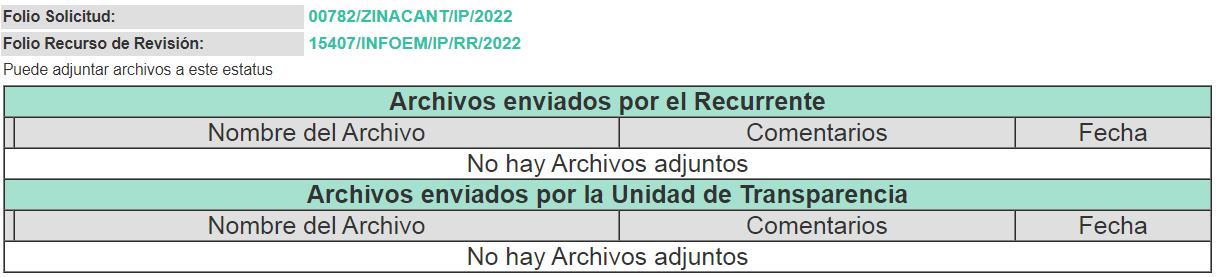 Folio Solicitud: 00782/ZINACANT/IP/2022
Folio Recurso de Revisión: 15407/INFOEM/IP/RR/2022
Puede adjuntar archivos a este estatus
Archivos enviados por el Recurrente
Nombre del Archivo Comentarios Fecha
No hay Archivos adjuntos
Archivos enviados por la Unidad de Transparencia
Nombre del Archivo Comentarios Fecha
No hay Archivos adjuntos